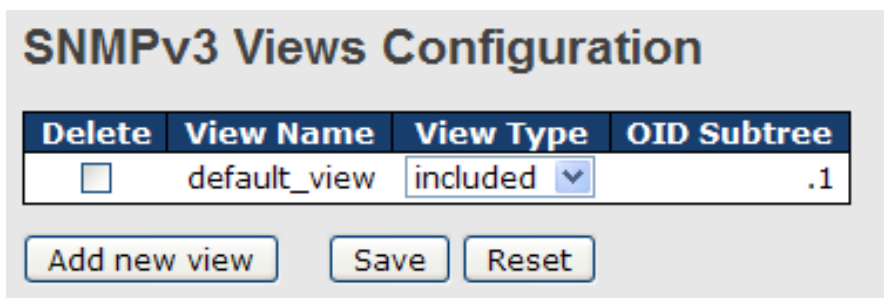 SNMPv3 Views Configuration
Delete View Name View Type OID Subtree
default_view included .1
Add new view Save Reset